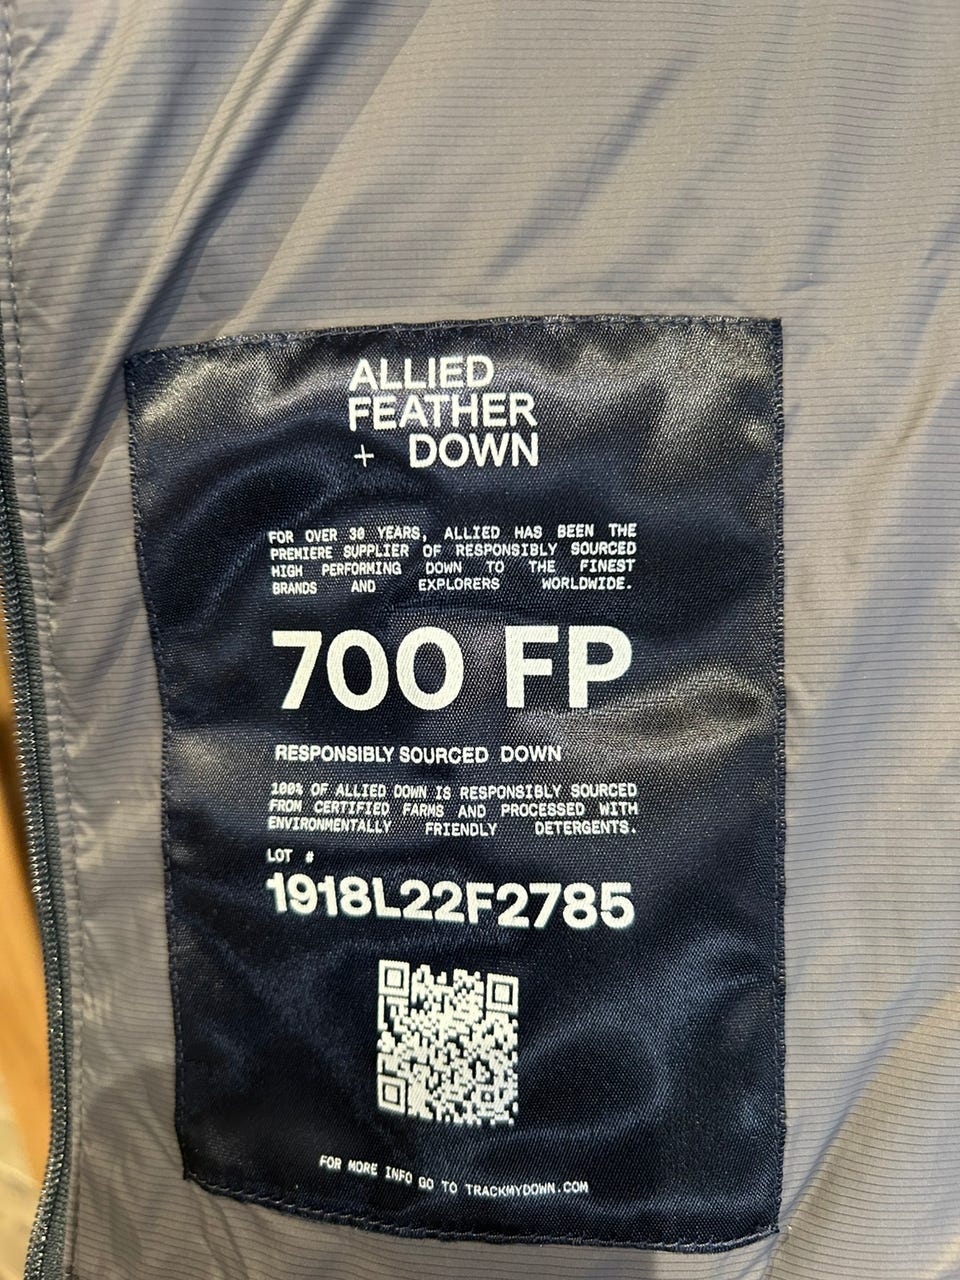 ALLIED
FEATHER
+ DOWN
FOR OVER 30 YEARS, ALLIED HAS BEEN THE
PREMIERE SUPPLIER OF RESPONSIBLY SOURCED
HIGH PERFORMING DOWN TO THE FINEST
BRANDS AND EXPLORERS WORLDWIDE.
700 FP
RESPONSIBLY SOURCED DOWN
100% OF ALLIED DOWN IS RESPONSIBLY SOURCED
FROM CERTIFIED FARMS AND PROCESSED WITH
ENVIRONMENTALLY FRIENDLY DETERGENTS.
LOT #
1918L22F2785
FOR MORE INFO GO TO TRACKMYDOWN.COM